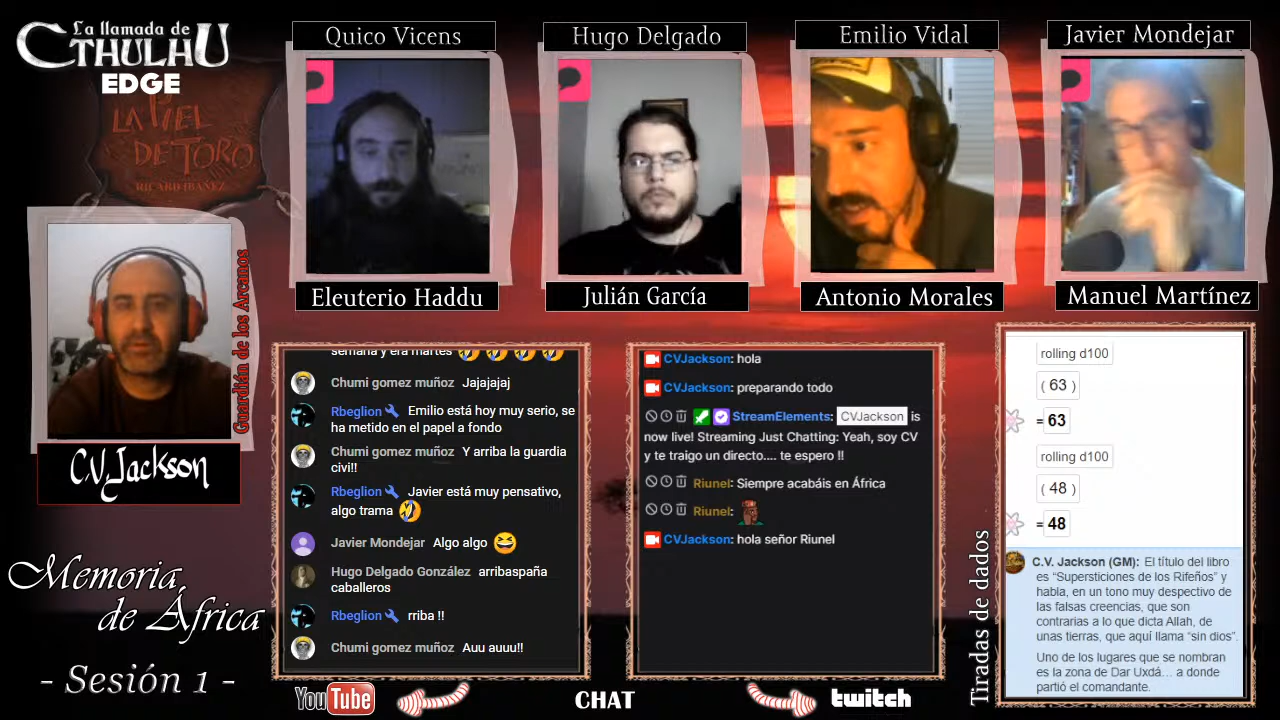 La llamada de
CTHULHU
EDGE
LA PIEL
DE TORO
RICARD IBÁÑEZ
Guardián de los Arcanos
C.V. Jackson
Memoria
de África
- Sesión 1 -
Quico Vicens
Eleuterio Haddu
Hugo Delgado
Julián García
Emilio Vidal
Antonio Morales
Javier Mondejar
Manuel Martínez
semana y era martes
Chumi gomez muñoz Jajajajaj
Rbeglion Emilio está hoy muy serio, se
ha metido en el papel a fondo
Chumi gomez muñoz Y arriba la guardia
civi!!
Rbeglion Javier está muy pensativo,
algo trama
Javier Mondejar Algo algo
Hugo Delgado González arribaspaña
caballeros
Rbeglion rriba !!
Chumi gomez muñoz Auu auuu!!
CVJackson: hola
CVJackson: preparando todo
StreamElements: CVJackson is
now live! Streaming Just Chatting: Yeah, soy CV
y te traigo un directo.... te espero !!
Riunel: Siempre acabáis en África
Riunel:
CVJackson: hola señor Riunel
YouTube
CHAT
twitch
Tiradas de dados
rolling d100
( 63 )
= 63
rolling d100
( 48 )
= 48
C.V. Jackson (GM): El título del libro
es “Supersticiones de los Rifeños” y
habla, en un tono muy despectivo de
las falsas creencias, que son
contrarias a lo que dicta Allah, de
unas tierras, que aquí llama “sin dios”.
Uno de los lugares que se nombran
es la zona de Dar Uxdá... a donde
partió el comandante.